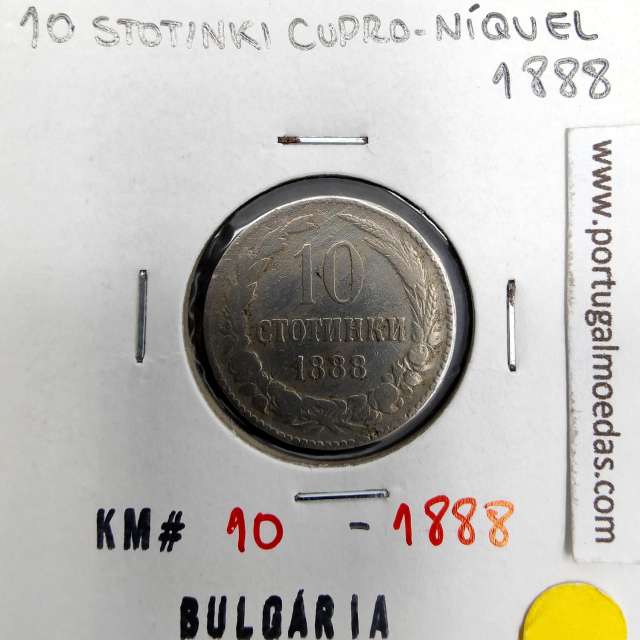 10 STOTINKI CUPRO-NÍQUEL
1888
www.portugalmoedas.com
10
СТОТИНКИ
1888
KM# 10 - 1888
BULGÁRIA